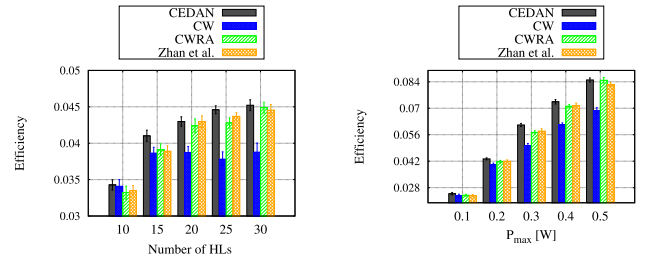 CEDAN
CW
CWRA
Zhan et al.
0.05
0.045
0.04
0.035
0.03
Efficiency
10 15 20 25 30
Number of HLs
CEDAN
CW
CWRA
Zhan et al.
0.084
0.07
0.056
0.042
0.028
Efficiency
0.1 0.2 0.3 0.4 0.5
Pmax [W]